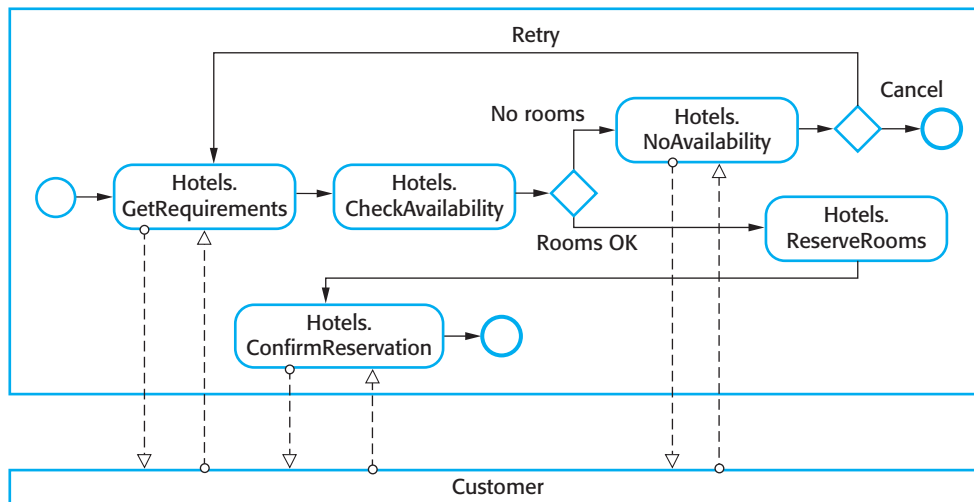 Retry
Cancel
No rooms
Hotels.
NoAvailability
Hotels.
GetRequirements
Hotels.
CheckAvailability
Rooms OK
Hotels.
ReserveRooms
Hotels.
ConfirmReservation
Customer